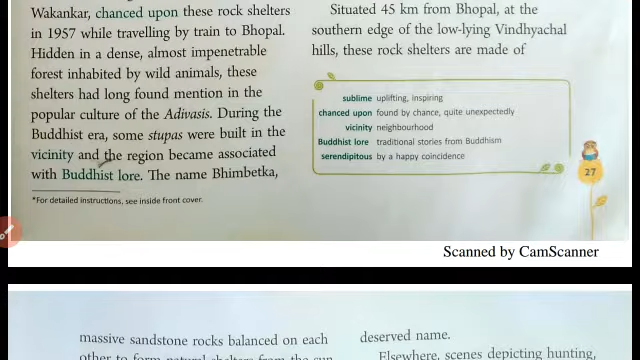 Wakankar, chanced upon these rock shelters
in 1957 while travelling by train to Bhopal.
Hidden in a dense, almost impenetrable
forest inhabited by wild animals, these
shelters had long found mention in the
popular culture of the Adivasis. During the
Buddhist era, some stupas were built in the
vicinity and the region became associated
with Buddhist lore. The name Bhimbetka,
*For detailed instructions, see inside front cover.
Situated 45 km from Bhopal, at the
southern edge of the low-lying Vindhyachal
hills, these rock shelters are made of
sublime uplifting, inspiring
chanced upon found by chance, quite unexpectedly
vicinity neighbourhood
Buddhist lore traditional stories from Buddhism
serendipitous by a happy coincidence
27
Scanned by CamScanner
massive sandstone rocks balanced on each
other to form natural shelters from the sun
deserved name.
Elsewhere, scenes depicting hunting,